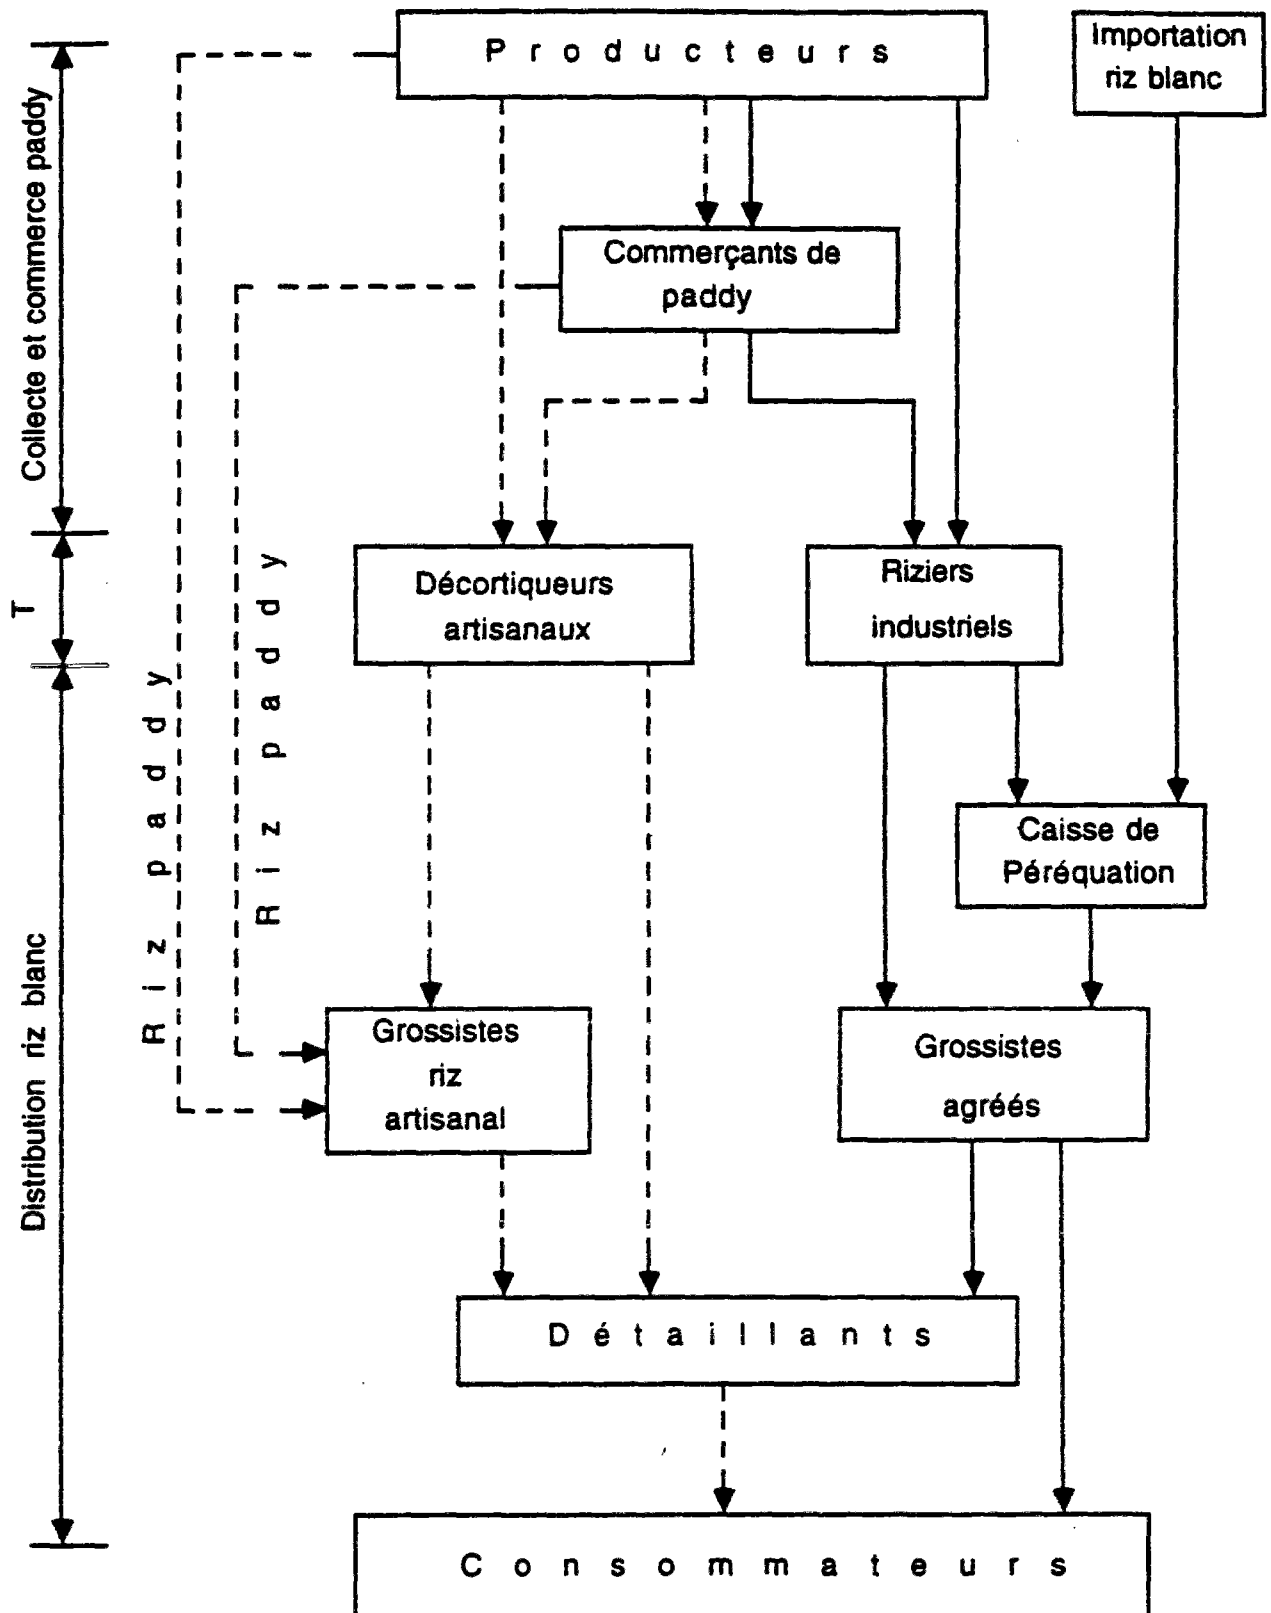 Producteurs
Importation
riz blanc
Collecte et commerce paddy
Commerçants de
paddy
T
Décortiqueurs
artisanaux
Riziers
industriels
Riz paddy
Riz paddy
Caisse de
Péréquation
Distribution riz blanc
Grossistes
riz
artisanal
Grossistes
agréés
Détaillants
Consommateurs